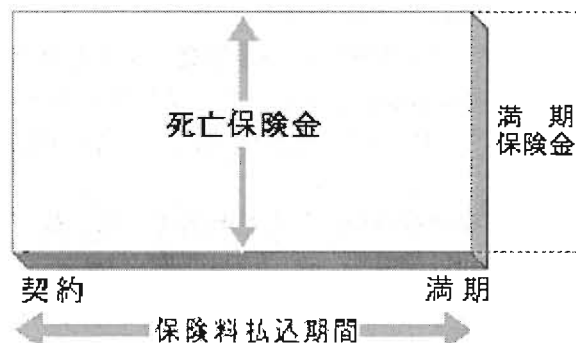 死亡保険金
満 期
保険金
契約
満期
保険料払込期間